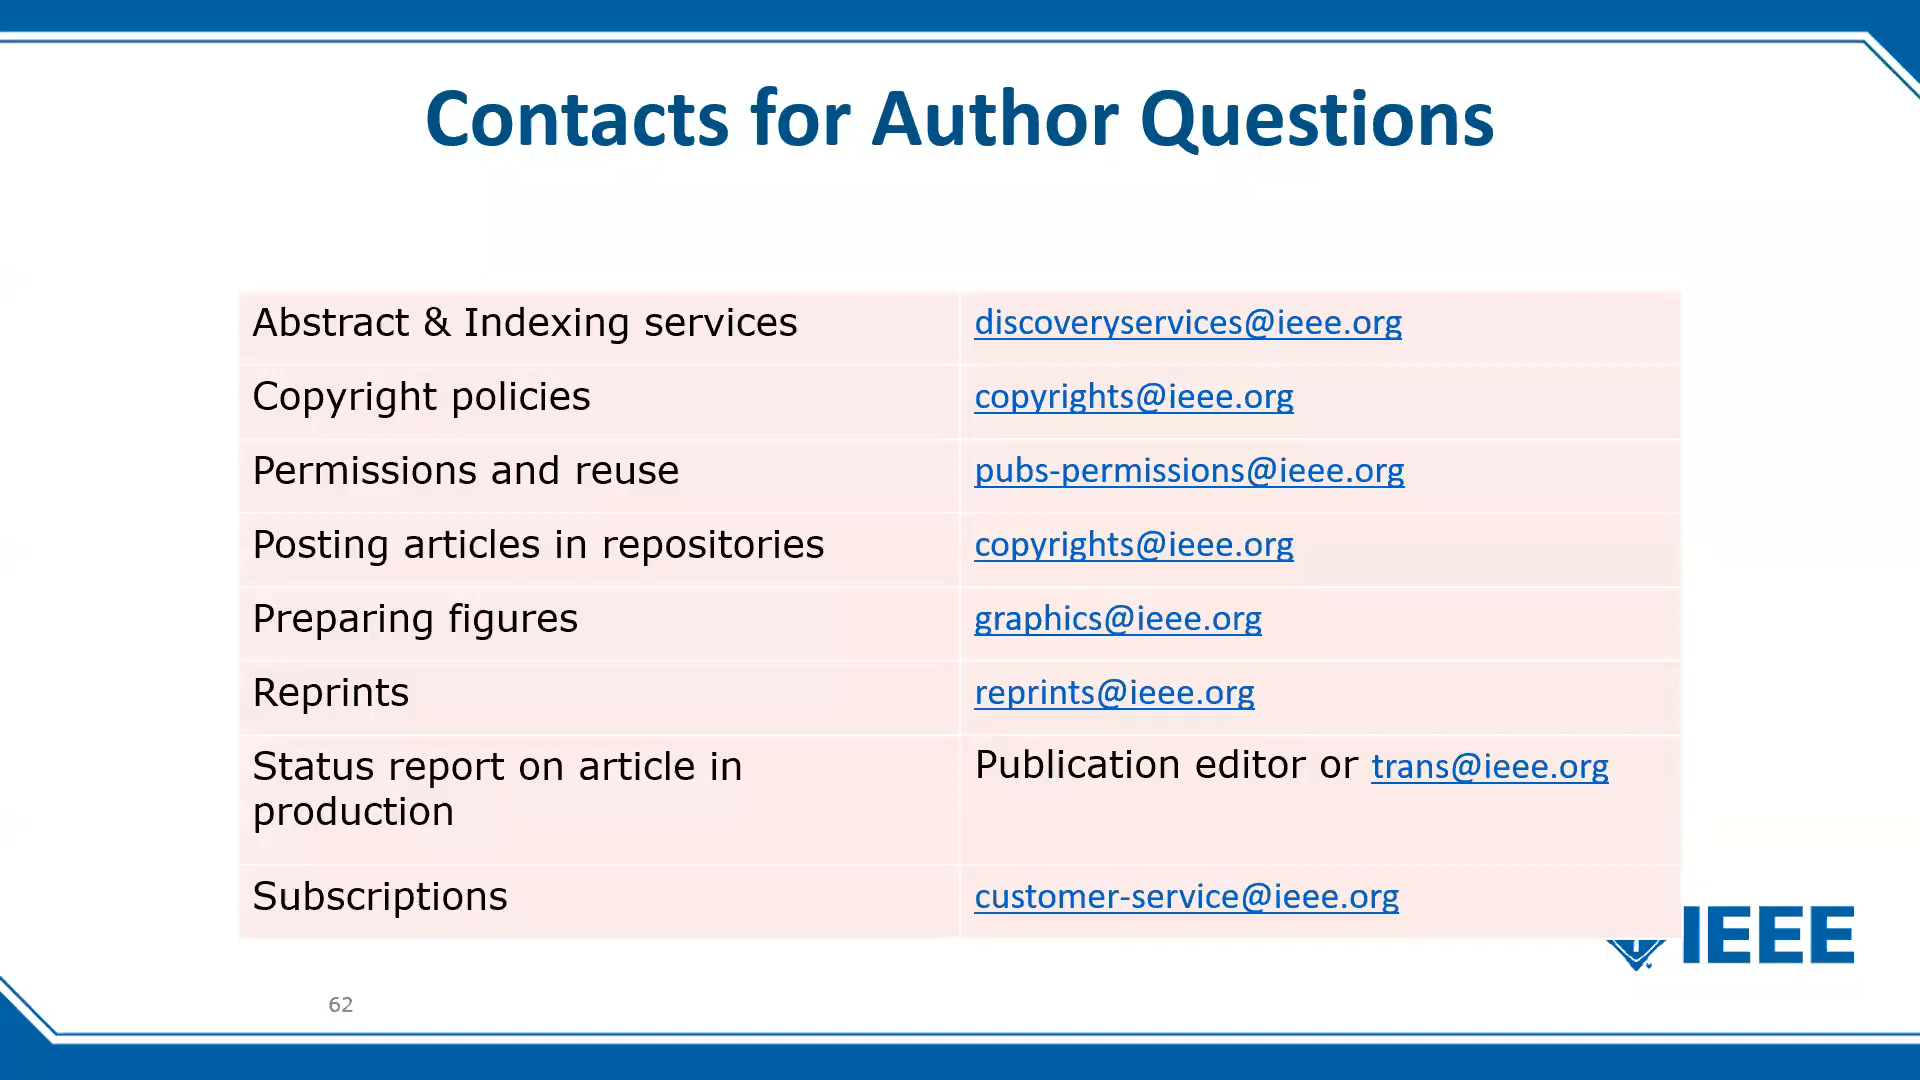 Contacts for Author Questions
Abstract & Indexing services discoveryservices@ieee.org
Copyright policies copyrights@ieee.org
Permissions and reuse pubs-permissions@ieee.org
Posting articles in repositories copyrights@ieee.org
Preparing figures graphics@ieee.org
Reprints reprints@ieee.org
Status report on article in Publication editor or trans@ieee.org
production
Subscriptions customer-service@ieee.org
IEEE
62